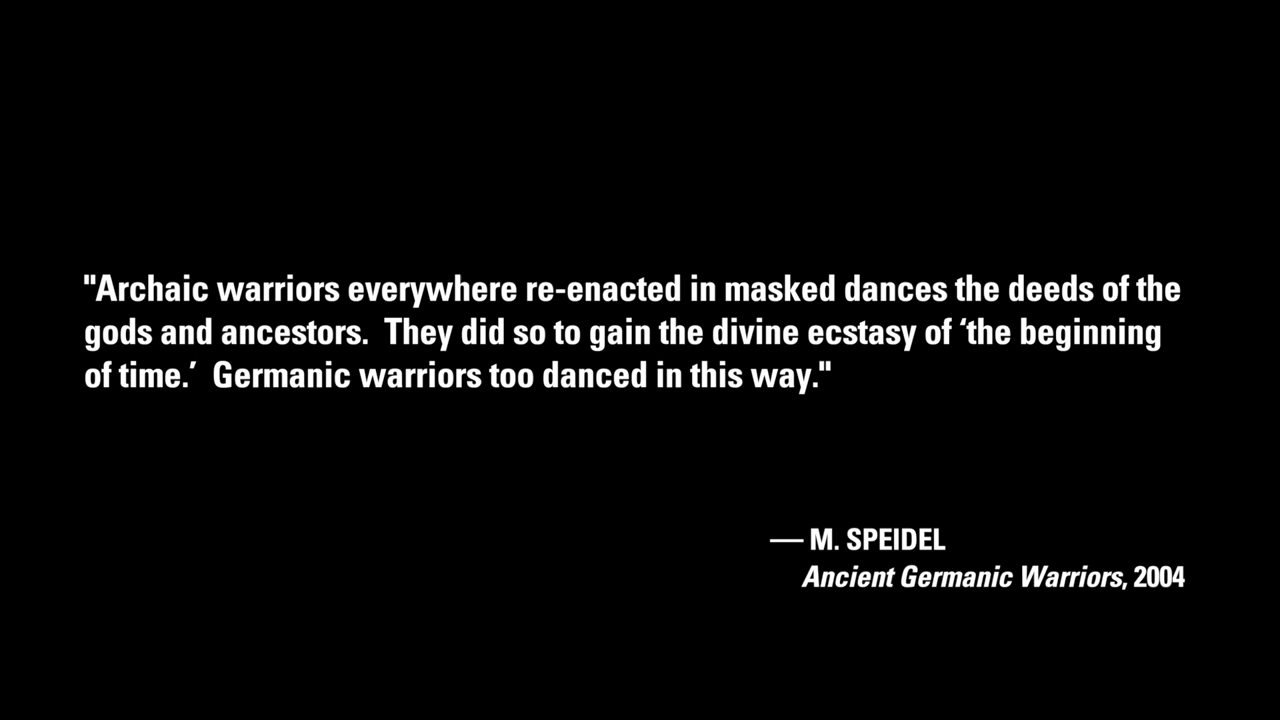 "Archaic warriors everywhere re-enacted in masked dances the deeds of the
gods and ancestors.  They did so to gain the divine ecstasy of ‘the beginning
of time.’  Germanic warriors too danced in this way."
— M. SPEIDEL
Ancient Germanic Warriors, 2004